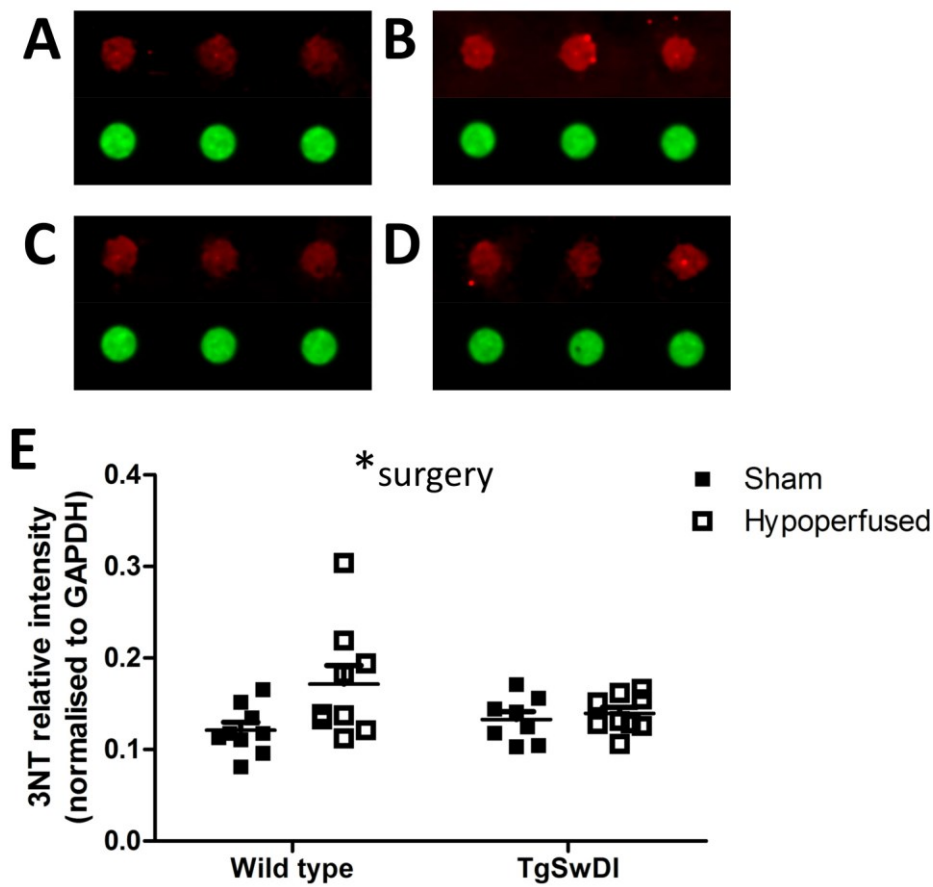 A
B
C
D
E
*surgery
Sham
Hypoperfused
3NT relative intensity
(normalised to GAPDH)
0.4
0.3
0.2
0.1
0.0
Wild type
TgSwDI